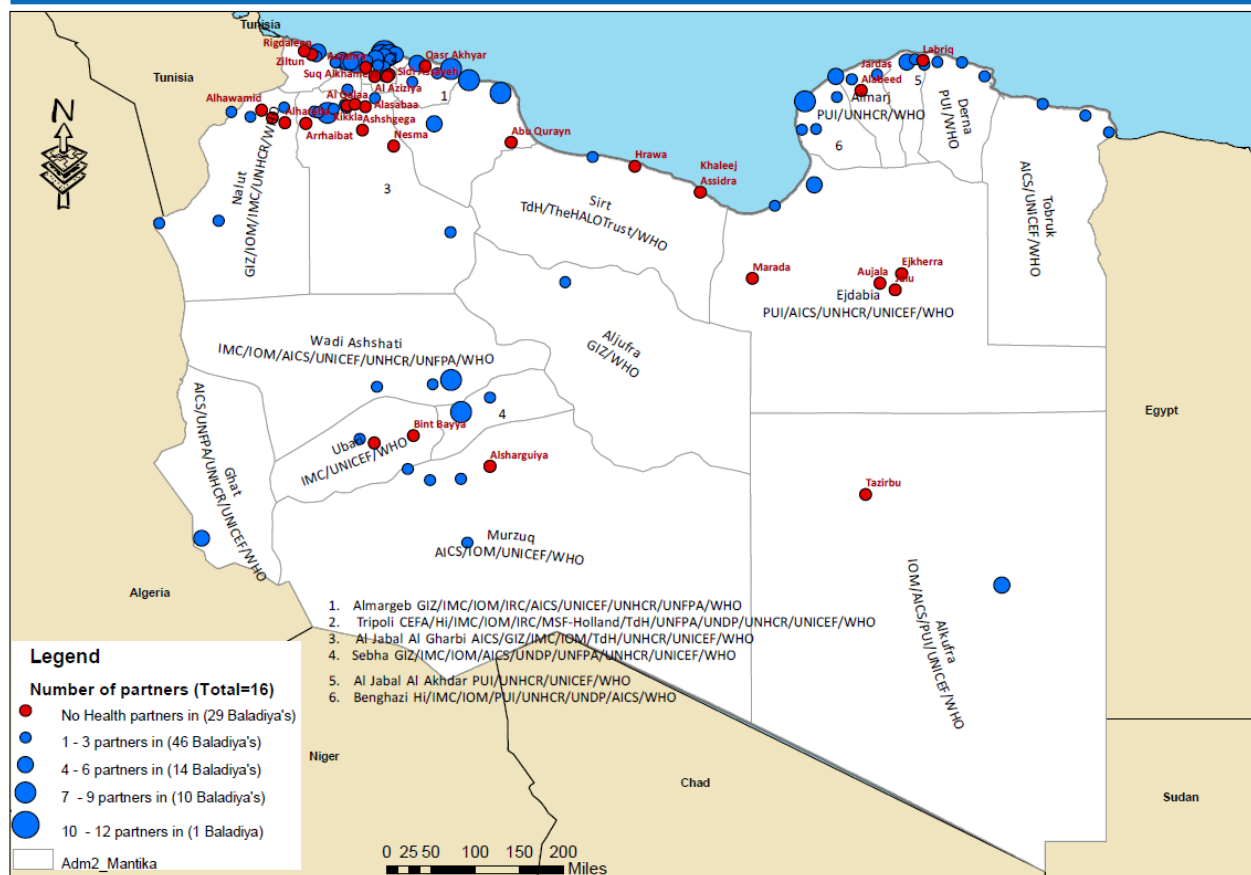 Tunisia
Rigdaleen
Ziltun
Tunisia
Suq Alkhamel
Sidi Assayeh
Qasr Akhyar
Al Aziziya
Alasabaa
Alhawamid
Kikkla
Ashshgega
Arrhaibat
Nesma
Abu Qurayn
1
2
3
N
Nalut
GIZ/IOM/IMC/UNHCR/WHO
Hrawa
Khaleej
Assidra
Sirt
TdH/TheHALOTrust/WHO
Labriq
Jardas
Alabeed
5
Almarj
PUI/UNHCR/WHO
6
Derna
PUI/WHO
Tobruk
AICS/UNICEF/WHO
Marada
Aujala
Ejkherra
Ejdabia
PUI/AICS/UNHCR/UNICEF/WHO
Aljufra
GIZ/WHO
Wadi Ashshati
IMC/IOM/AICS/UNICEF/UNHCR/UNFPA/WHO
4
Ubari
IMC/UNICEF/WHO
Bint Bayya
Alsharguiya
Ghat
AICS/UNFPA/UNHCR/UNICEF/WHO
Murzuq
AICS/IOM/UNICEF/WHO
Tazirbu
Alkufra
IOM/AICS/PUI/UNICEF/WHO
Egypt
Algeria
Niger
Chad
Sudan
1. Almargeb GIZ/IMC/IOM/IRC/AICS/UNICEF/UNHCR/UNFPA/WHO
2. Tripoli CEFA/Hi/IMC/IOM/IRC/MSF-Holland/TdH/UNFPA/UNDP/UNHCR/UNICEF/WHO
3. Al Jabal Al Gharbi AICS/GIZ/IMC/IOM/TdH/UNHCR/UNICEF/WHO
4. Sebha GIZ/IMC/IOM/AICS/UNDP/UNFPA/UNHCR/UNICEF/WHO
5. Al Jabal Al Akhdar PUI/UNHCR/UNICEF/WHO
6. Benghazi Hi/IMC/IOM/PUI/UNHCR/UNDP/AICS/WHO
Legend
Number of partners (Total=16)
No Health partners in (29 Baladiya's)
1 - 3 partners in (46 Baladiya's)
4 - 6 partners in (14 Baladiya's)
7 - 9 partners in (10 Baladiya's)
10 - 12 partners in (1 Baladiya)
Adm2_Mantika
0 25 50 100 150 200
Miles